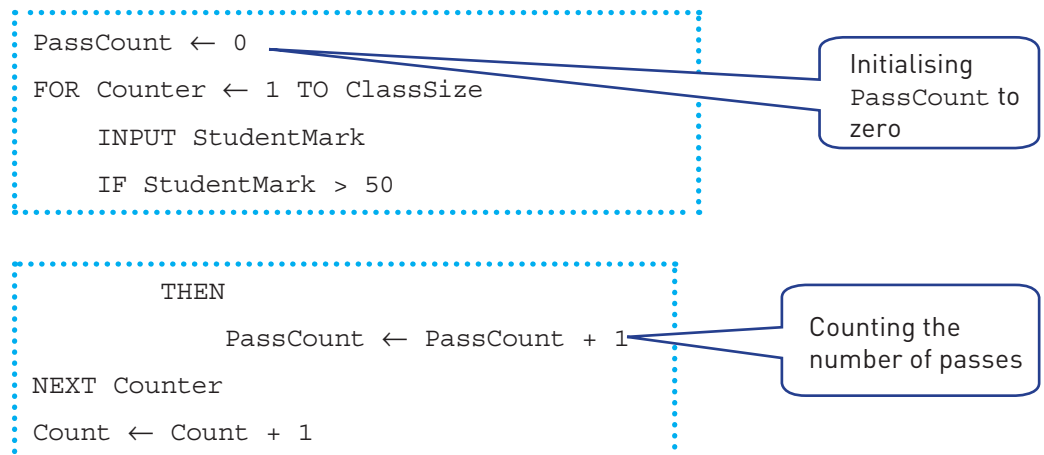 PassCount ← 0
FOR Counter ← 1 TO ClassSize
INPUT StudentMark
IF StudentMark > 50
Initialising
PassCount to
zero
THEN
PassCount ← PassCount + 1
NEXT Counter
Count ← Count + 1
Counting the
number of passes